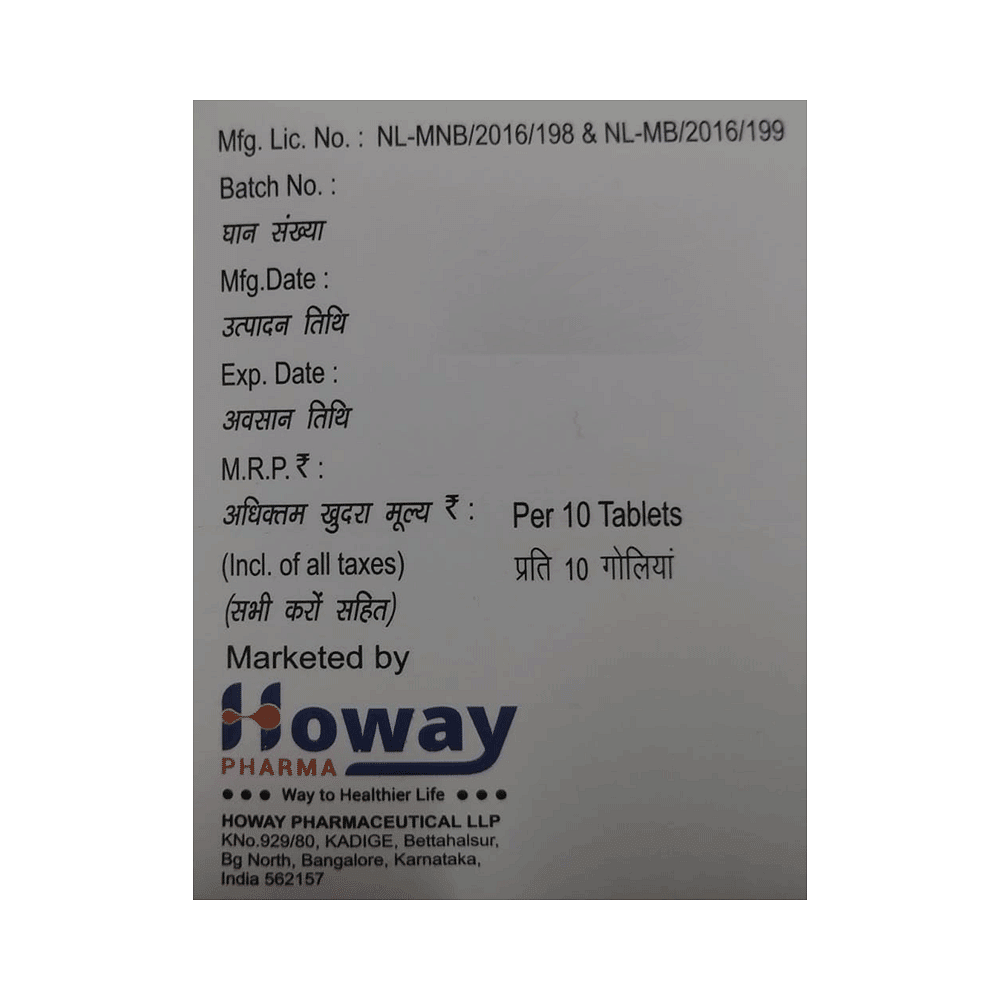 Mfg. Lic. No. : NL-MNB/2016/198 & NL-MB/2016/199
Batch No. :
घान संख्या
Mfg.Date :
उत्पादन तिथि
Exp. Date :
अवसान तिथि
M.R.P. ₹ :
अधिक्तम खुदरा मूल्य ₹ : Per 10 Tablets
(Incl. of all taxes) प्रति 10 गोलियां
(सभी करों सहित)
Marketed by
Howay
PHARMA
• • • Way to Healthier Life • • •
HOWAY PHARMACEUTICAL LLP
KNo.929/80, KADIGE, Bettahalsur,
Bg North, Bangalore, Karnataka,
India 562157